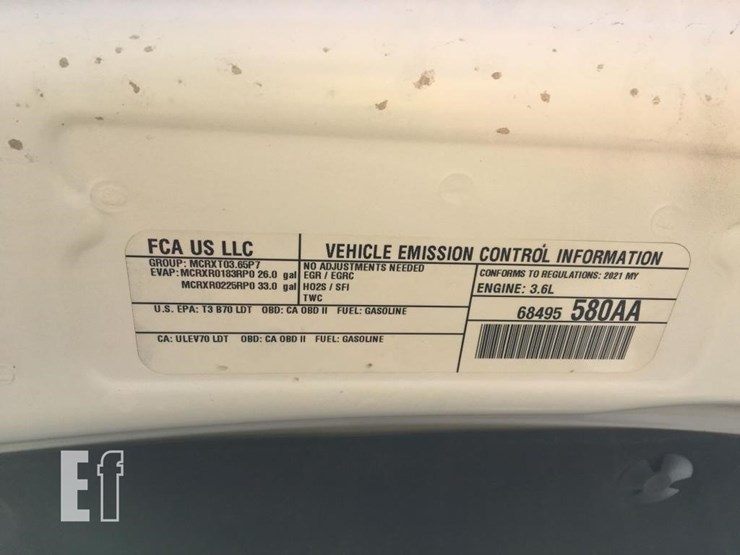 FCA US LLC
VEHICLE EMISSION CONTROL INFORMATION
GROUP: MCRXT03.65P7
EVAP: MCRXR0183RP0 26.0 gal
MCRXR0225RP0 33.0 gal
NO ADJUSTMENTS NEEDED
EGR / EGRC
HO2S / SFI
TWC
CONFORMS TO REGULATIONS: 2021 MY
ENGINE: 3.6L
U.S. EPA: T3 B70 LDT OBD: CA OBD II FUEL: GASOLINE
68495 580AA
CA: ULEV70 LDT OBD: CA OBD II FUEL: GASOLINE
Ef